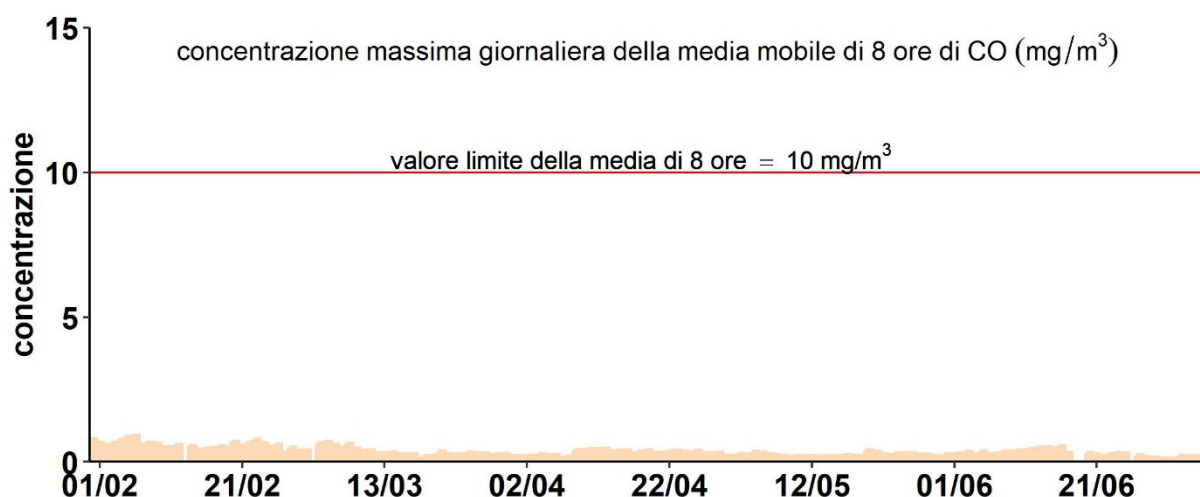 concentrazione massima giornaliera della media mobile di 8 ore di CO (mg/m³)
valore limite della media di 8 ore = 10 mg/m³
concentrazione
15
10
5
0
01/02 21/02 13/03 02/04 22/04 12/05 01/06 21/06